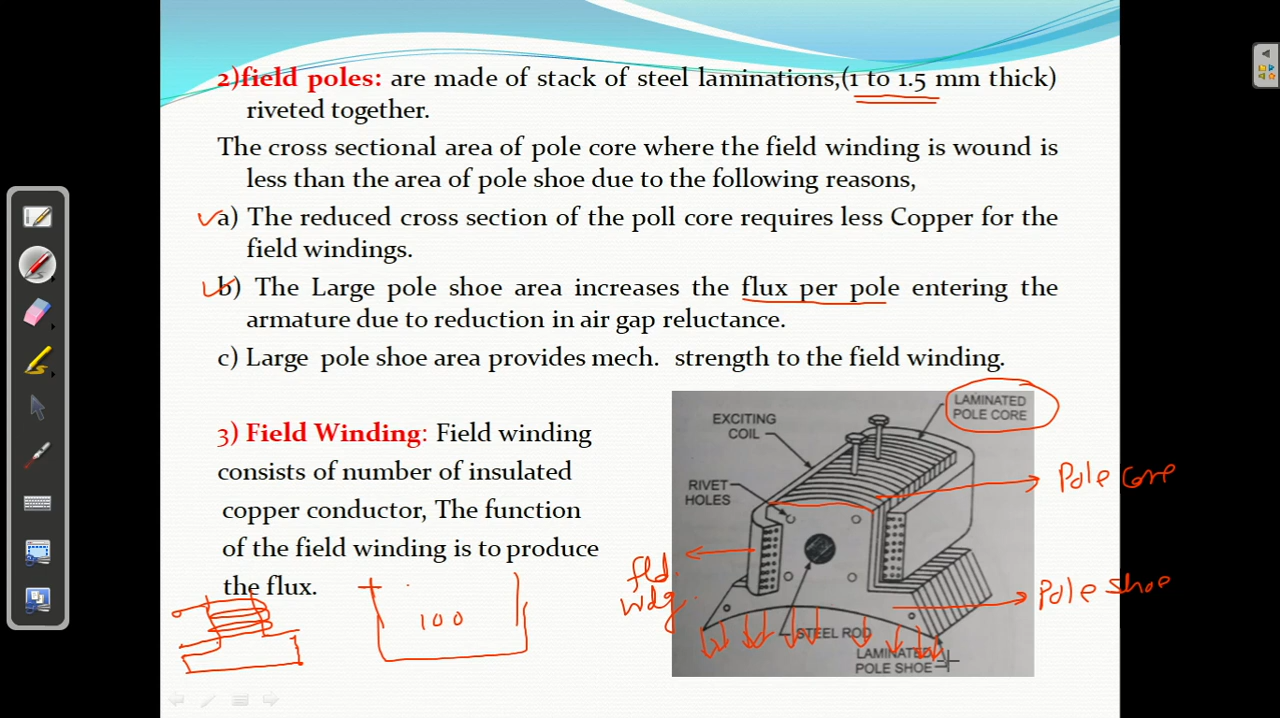 2)field poles: are made of stack of steel laminations,(1 to 1.5 mm thick)
riveted together.
The cross sectional area of pole core where the field winding is wound is
less than the area of pole shoe due to the following reasons,
a) The reduced cross section of the poll core requires less Copper for the
field windings.
b) The Large pole shoe area increases the flux per pole entering the
armature due to reduction in air gap reluctance.
c) Large pole shoe area provides mech. strength to the field winding.
3) Field Winding: Field winding
consists of number of insulated
copper conductor, The function
of the field winding is to produce
the flux.
100
EXCITING
COIL
LAMINATED
POLE CORE
RIVET
HOLES
Pole core
fld.
wdg.
Pole shoe
STEEL ROD
LAMINATED
POLE SHOE